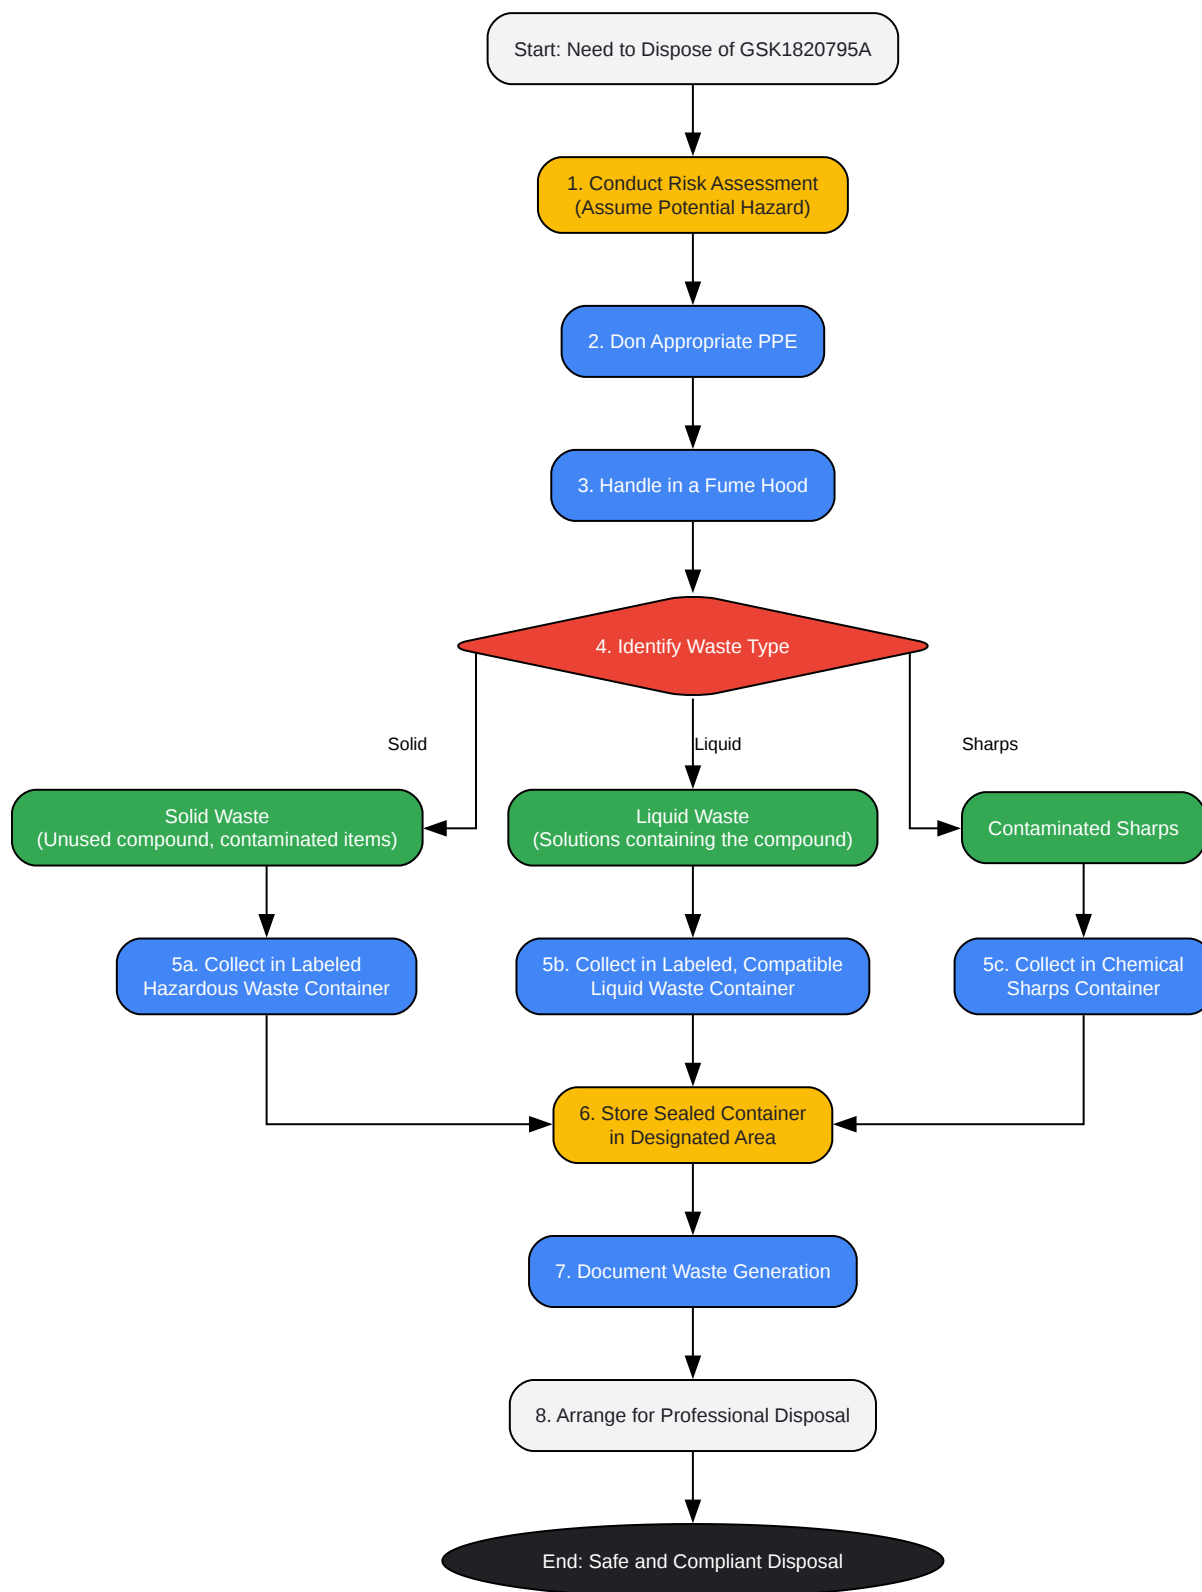 Start: Need to Dispose of GSK1820795A
1. Conduct Risk Assessment
(Assume Potential Hazard)
2. Don Appropriate PPE
3. Handle in a Fume Hood
4. Identify Waste Type
Solid
Liquid
Sharps
Solid Waste
(Unused compound, contaminated items)
Liquid Waste
(Solutions containing the compound)
Contaminated Sharps
5a. Collect in Labeled
Hazardous Waste Container
5b. Collect in Labeled, Compatible
Liquid Waste Container
5c. Collect in Chemical
Sharps Container
6. Store Sealed Container
in Designated Area
7. Document Waste Generation
8. Arrange for Professional Disposal
End: Safe and Compliant Disposal